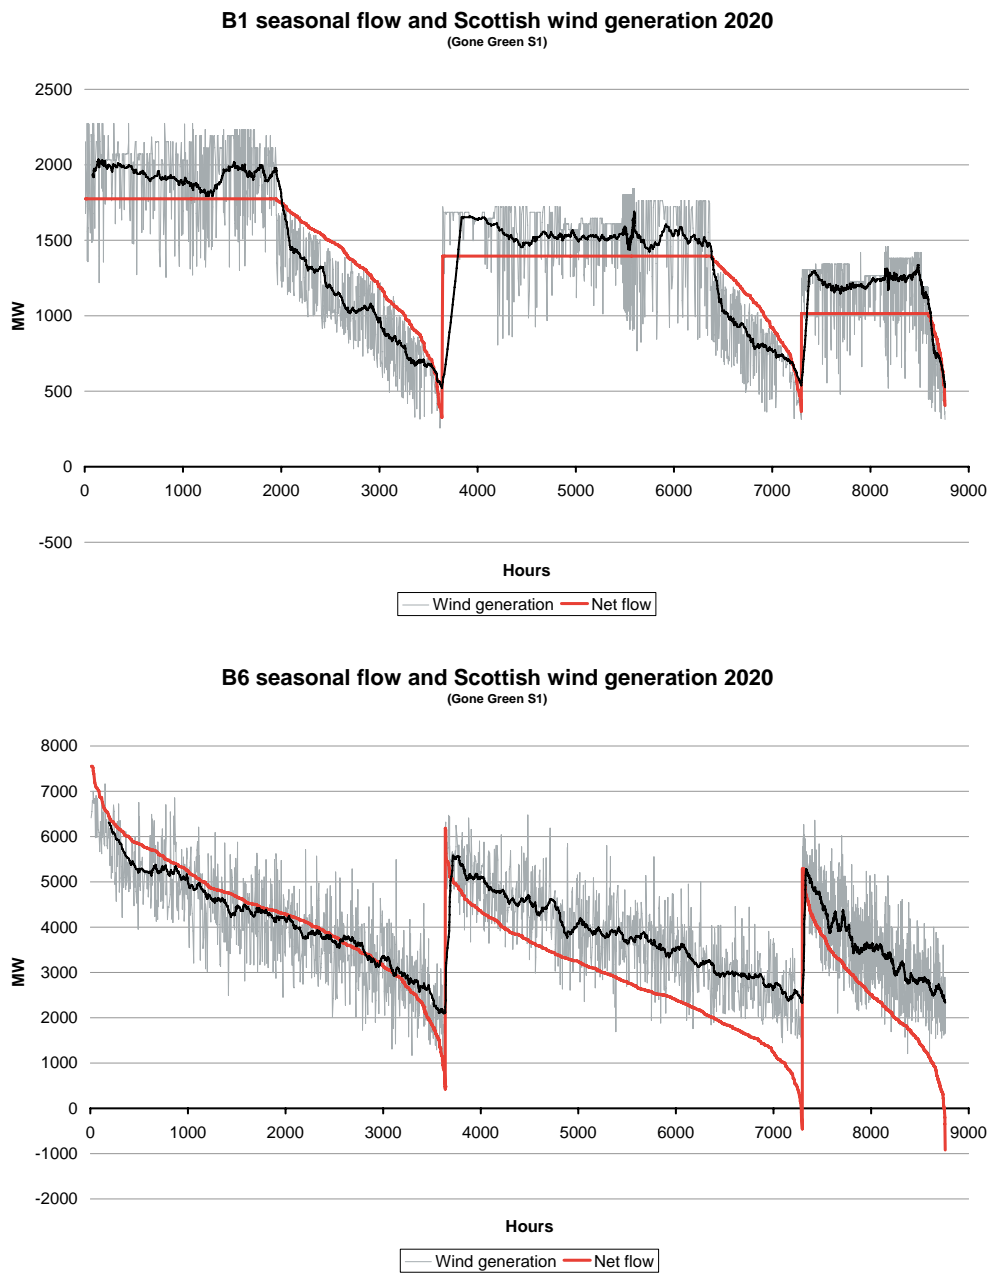 B1 seasonal flow and Scottish wind generation 2020
(Gone Green S1)
2500
2000
1500
1000
500
0
-500
MW
0 1000 2000 3000 4000 5000 6000 7000 8000 9000
Hours
Wind generation Net flow
B6 seasonal flow and Scottish wind generation 2020
(Gone Green S1)
8000
7000
6000
5000
4000
3000
2000
1000
0
-1000
-2000
MW
0 1000 2000 3000 4000 5000 6000 7000 8000 9000
Hours
Wind generation Net flow